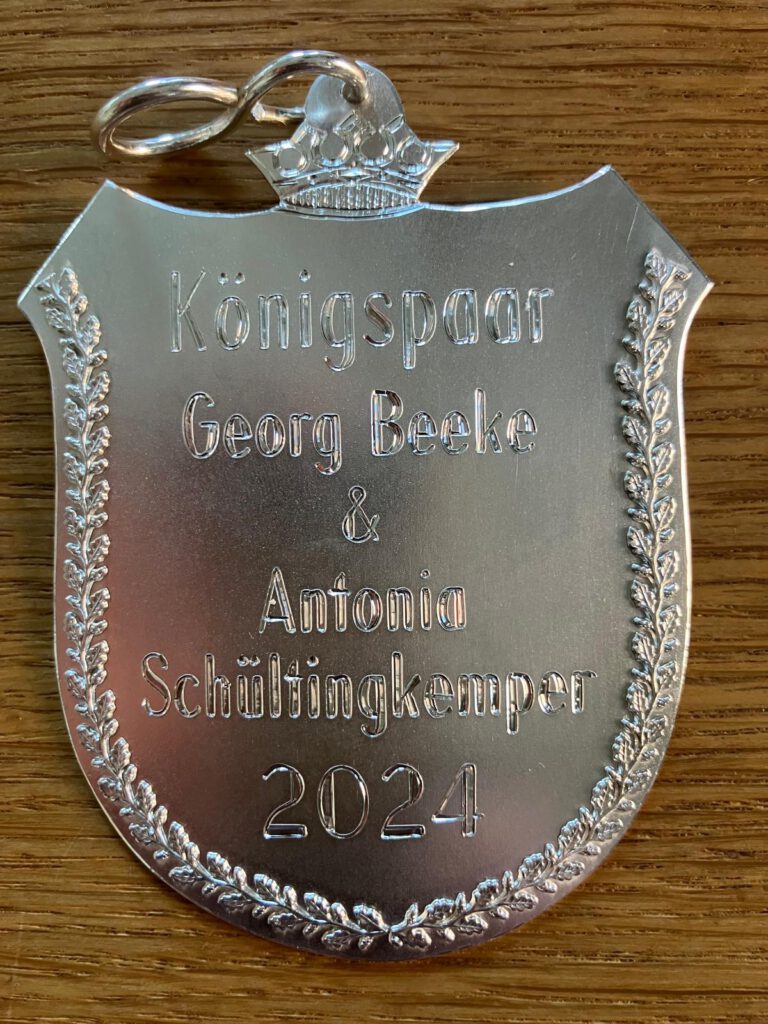 Königspaar
Georg Beeke
&
Antonia
Schültingkemper
2024